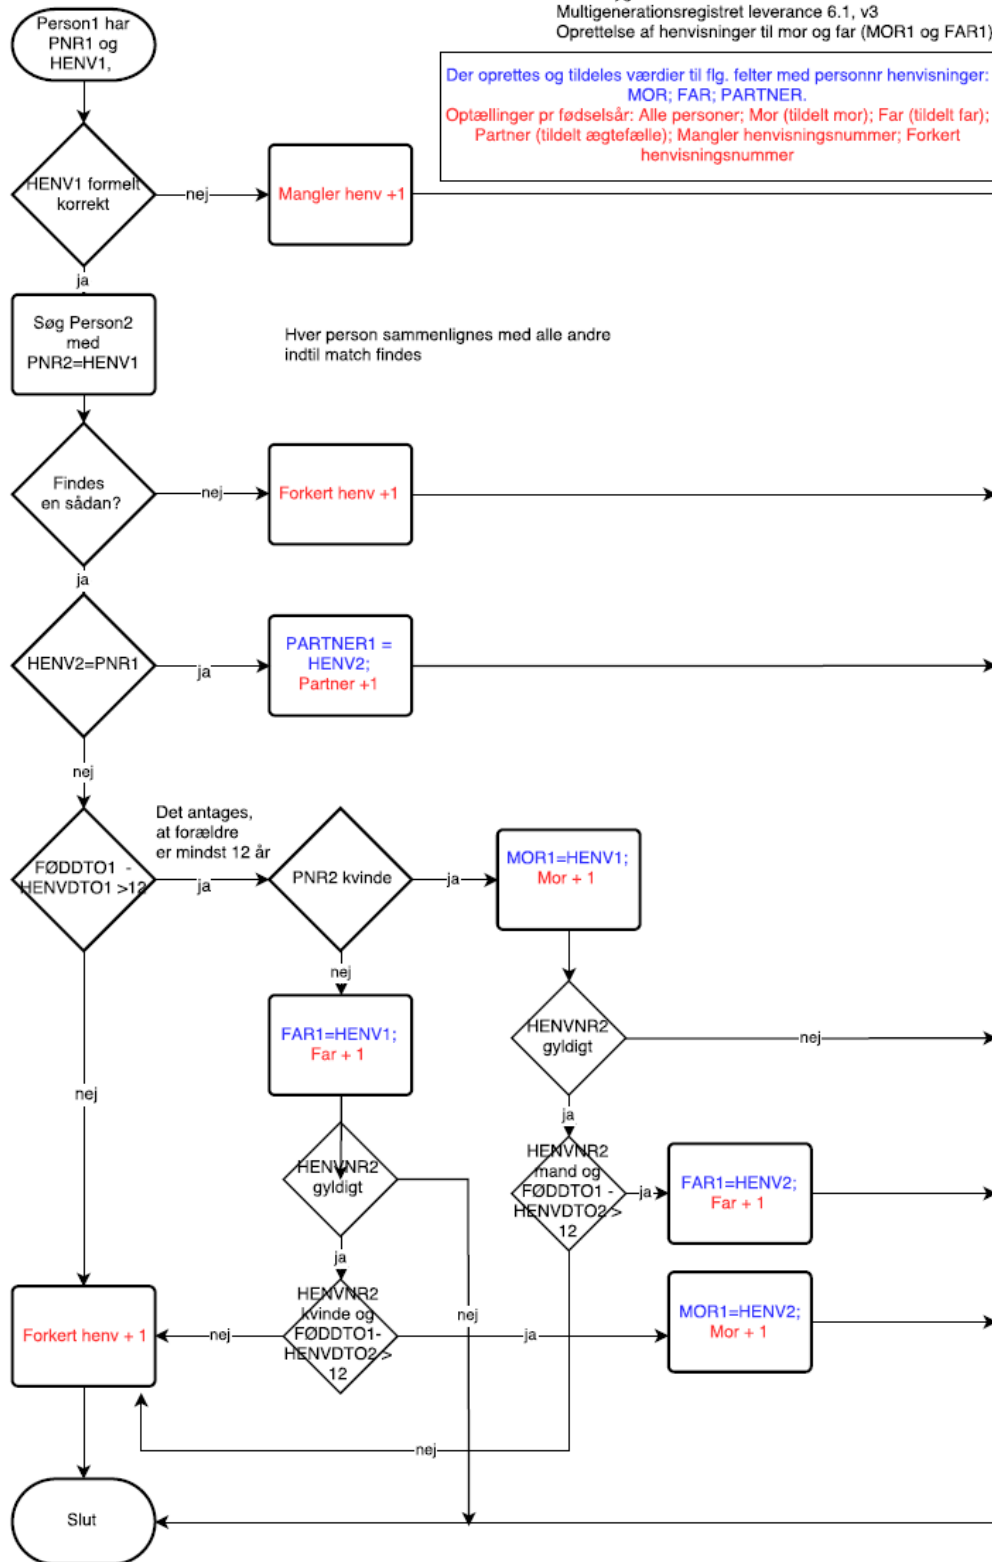 Multigenerationsregistret leverance 6.1, v3
Oprettelse af henvisninger til mor og far (MOR1 og FAR1)
Person1 har
PNR1 og
HENV1,
Der oprettes og tildeles værdier til flg. felter med personnr henvisninger:
MOR; FAR; PARTNER.
Optællinger pr fødselsår: Alle personer; Mor (tildelt mor); Far (tildelt far);
Partner (tildelt ægtefælle); Mangler henvisningsnummer; Forkert
henvisningsnummer
HENV1 formelt
korrekt
nej
Mangler henv +1
ja
Søg Person2
med
PNR2=HENV1
Hver person sammenlignes med alle andre
indtil match findes
Findes
en sådan?
nej
Forkert henv +1
ja
HENV2=PNR1
ja
PARTNER1 =
HENV2;
Partner +1
nej
Det antages,
at forældre
er mindst 12 år
FØDDTO1 -
HENVDTO1 >12
ja
PNR2 kvinde
ja
MOR1=HENV1;
Mor + 1
nej
FAR1=HENV1;
Far + 1
HENVNR2
gyldigt
nej
nej
ja
HENVNR2
mand og
FØDDTO1 -
HENVDTO2 >
12
ja
FAR1=HENV2;
Far + 1
HENVNR2
gyldigt
ja
nej
HENVNR2
kvinde og
FØDDTO1-
HENVDTO2 >
12
ja
MOR1=HENV2;
Mor + 1
nej
Forkert henv + 1
nej
Slut